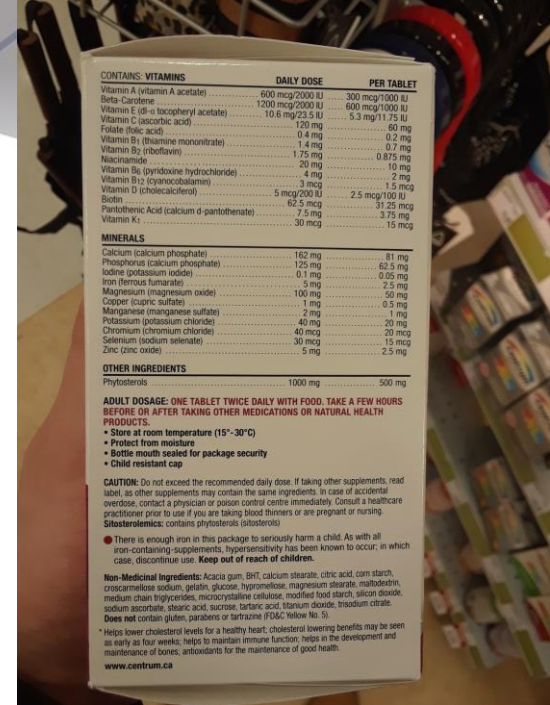 CONTAINS: VITAMINS DAILY DOSE PER TABLET
Vitamin A (vitamin A acetate) 600 mcg/2000 IU 300 mcg/1000 IU
Beta-Carotene 1200 mcg/2000 IU 600 mcg/1000 IU
Vitamin E (dl-α tocopheryl acetate) 10.6 mg/23.5 IU 5.3 mg/11.75 IU
Vitamin C (ascorbic acid) 120 mg 60 mg
Folate (folic acid) 0.4 mg 0.2 mg
Vitamin B1 (thiamine mononitrate) 1.4 mg 0.7 mg
Vitamin B2 (riboflavin) 1.75 mg 0.875 mg
Niacinamide 20 mg 10 mg
Vitamin B6 (pyridoxine hydrochloride) 4 mg 2 mg
Vitamin B12 (cyanocobalamin) 3 mcg 1.5 mcg
Vitamin D (cholecalciferol) 5 mcg/200 IU 2.5 mcg/100 IU
Biotin 62.5 mcg 31.25 mcg
Pantothenic Acid (calcium d-pantothenate) 7.5 mg 3.75 mg
Vitamin K1 30 mcg 15 mcg
MINERALS
Calcium (calcium phosphate) 162 mg 81 mg
Phosphorus (calcium phosphate) 125 mg 62.5 mg
Iodine (potassium iodide) 0.1 mg 0.05 mg
Iron (ferrous fumarate) 5 mg 2.5 mg
Magnesium (magnesium oxide) 100 mg 50 mg
Copper (cupric sulfate) 1 mg 0.5 mg
Manganese (manganese sulfate) 2 mg 1 mg
Potassium (potassium chloride) 40 mg 20 mg
Chromium (chromium chloride) 40 mcg 20 mcg
Selenium (sodium selenate) 30 mcg 15 mcg
Zinc (zinc oxide) 5 mg 2.5 mg
OTHER INGREDIENTS
Phytosterols 1000 mg 500 mg
ADULT DOSAGE: ONE TABLET TWICE DAILY WITH FOOD. TAKE A FEW HOURS
BEFORE OR AFTER TAKING OTHER MEDICATIONS OR NATURAL HEALTH
PRODUCTS.
• Store at room temperature (15°-30°C)
• Protect from moisture
• Bottle mouth sealed for package security
• Child resistant cap
CAUTION: Do not exceed the recommended daily dose. If taking other supplements, read
label, as other supplements may contain the same ingredients. In case of accidental
overdose, contact a physician or poison control centre immediately. Consult a healthcare
practitioner prior to use if you are taking blood thinners or are pregnant or nursing.
Sitosterolemics: contains phytosterols (sitosterols)
There is enough iron in this package to seriously harm a child. As with all
iron-containing-supplements, hypersensitivity has been known to occur; in which
case, discontinue use. Keep out of reach of children.
Non-Medicinal Ingredients: Acacia gum, BHT, calcium stearate, citric acid, corn starch,
croscarmellose sodium, gelatin, glucose, hypromellose, magnesium stearate, maltodextrin,
medium chain triglycerides, microcrystalline cellulose, modified food starch, silicon dioxide,
sodium ascorbate, stearic acid, sucrose, tartaric acid, titanium dioxide, trisodium citrate.
Does not contain gluten, parabens or tartrazine (FD&C Yellow No. 5).
* Helps lower cholesterol levels for a healthy heart; cholesterol lowering benefits may be seen
as early as four weeks; helps to maintain immune function; helps in the development and
maintenance of bones; antioxidants for the maintenance of good health.
www.centrum.ca